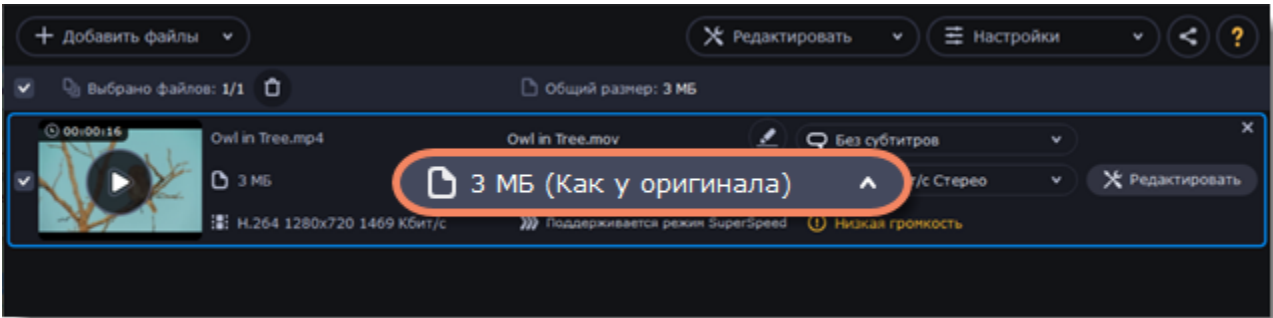 Добавить файлы
Редактировать
Настройки
?
Выбрано файлов: 1/1
Общий размер: 3 МБ
00:00:16
Owl in Tree.mp4
Owl in Tree.mov
Без субтитров
3 МБ
3 МБ (Как у оригинала)
/с Стерео
Редактировать
H.264 1280x720 1469 Кбит/с
Поддерживается режим SuperSpeed
Низкая громкость